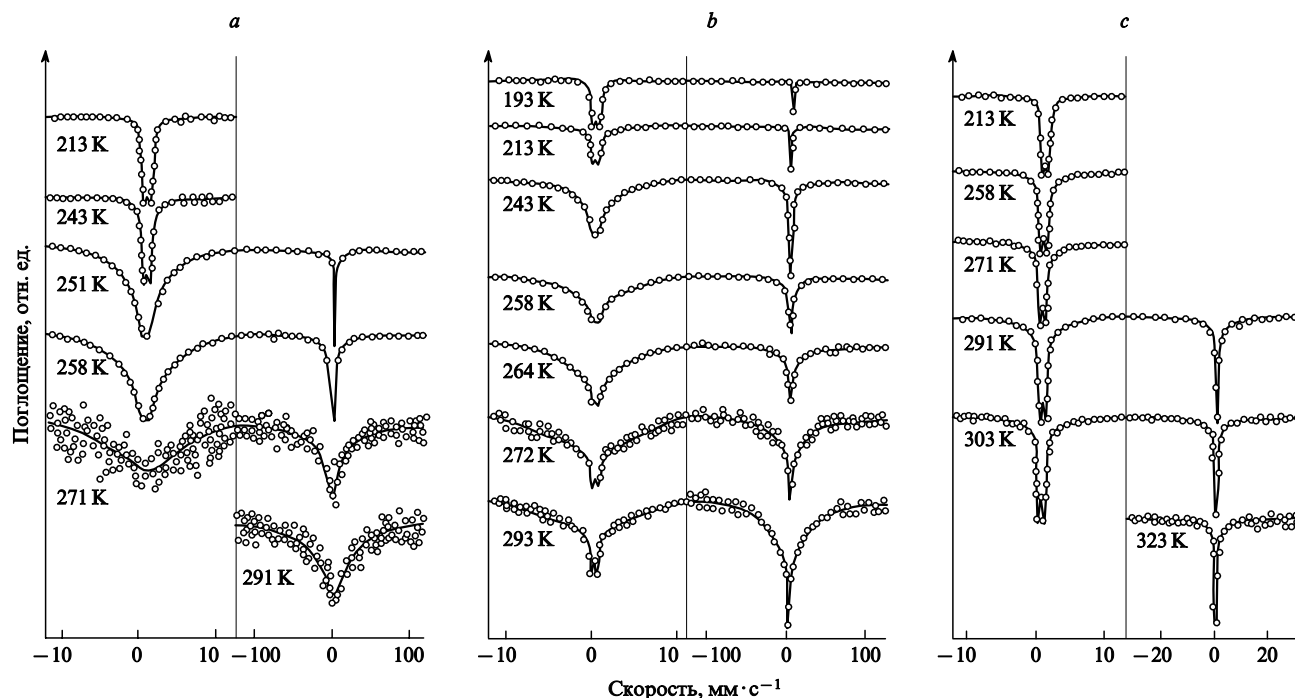 a
b
c
Поглощение, отн. ед.
213 K
243 K
251 K
258 K
271 K
291 K
−10 0 10 −100 0 100
193 K
213 K
243 K
258 K
264 K
272 K
293 K
−10 0 10 −100 0 100
213 K
258 K
271 K
291 K
303 K
323 K
−10 0 10 −20 0 20
Скорость, мм·с−1